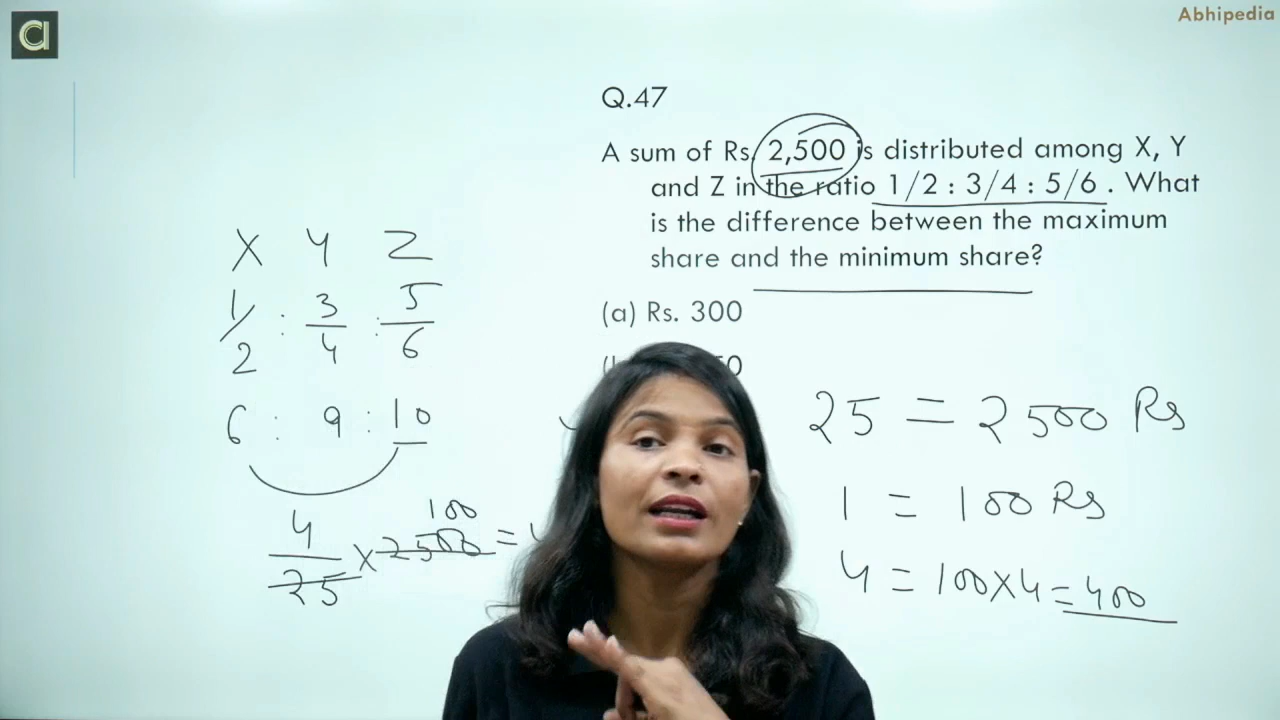 Abhipedia
Q.47
A sum of Rs. 2,500 is distributed among X, Y
and Z in the ratio 1/2 : 3/4 : 5/6 . What
is the difference between the maximum
share and the minimum share?
(a) Rs. 300
X Y Z
1/2 : 3/4 : 5/6
6 : 9 : 10
4/25 X 2500 =
100
25 = 2500 Rs
1 = 100 Rs
4 = 100X4 = 400